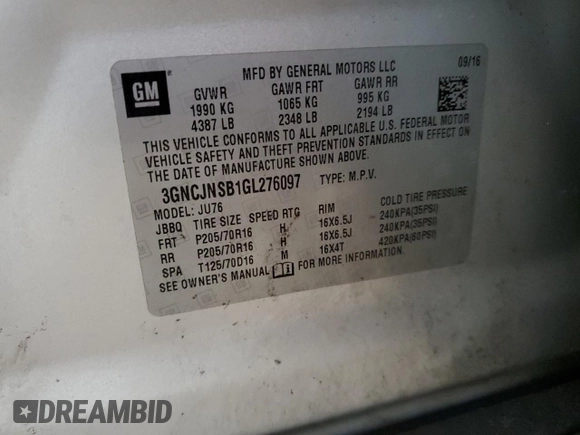 GM
®
MFD BY GENERAL MOTORS LLC 09/16
GVWR GAWR FRT GAWR RR
1990 KG 1065 KG 995 KG
4387 LB 2348 LB 2194 LB
THIS VEHICLE CONFORMS TO ALL APPLICABLE U.S. FEDERAL MOTOR
VEHICLE SAFETY AND THEFT PREVENTION STANDARDS IN EFFECT ON
THE DATE OF MANUFACTURE SHOWN ABOVE.
3GNCJNSB1GL276097 TYPE: M.P.V.
MODEL: JU76
JBBQ TIRE SIZE SPEED RTG RIM COLD TIRE PRESSURE
FRT P205/70R16 H 16X6.5J 240KPA(35PSI)
RR P205/70R16 H 16X6.5J 240KPA(35PSI)
SPA T125/70D16 M 16X4T 420KPA(60PSI)
SEE OWNER'S MANUAL FOR MORE INFORMATION.
DREAMBID